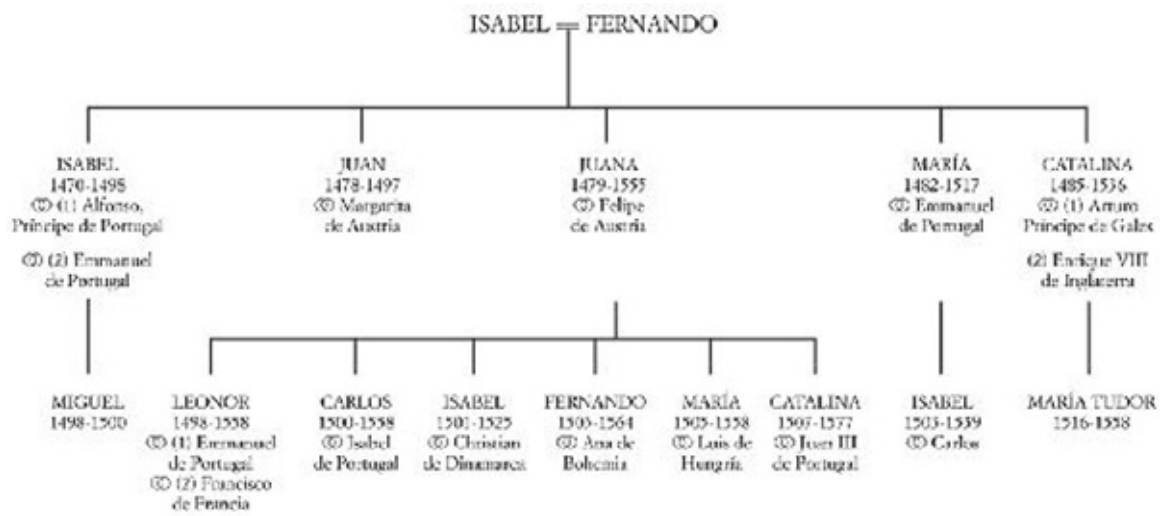 ISABEL = FERNANDO
ISABEL
1470-1498
⚭ (1) Alfonso,
Príncipe de Portugal
⚭ (2) Emmanuel
de Portugal
JUAN
1478-1497
⚭ Margarita
de Austria
JUANA
1479-1555
⚭ Felipe
de Austria
MARÍA
1482-1517
⚭ Emmanuel
de Portugal
CATALINA
1485-1536
⚭ (1) Arturo
Príncipe de Gales
(2) Enrique VIII
de Inglaterra
MIGUEL
1498-1500
LEONOR
1498-1558
⚭ (1) Emmanuel
de Portugal
⚭ (2) Francisco
de Francia
CARLOS
1500-1558
⚭ Isabel
de Portugal
ISABEL
1501-1525
⚭ Christian
de Dinamarca
FERNANDO
1503-1564
⚭ Ana de
Bohemia
MARÍA
1505-1558
⚭ Luis de
Hungría
CATALINA
1507-1577
⚭ Juan III
de Portugal
ISABEL
1503-1539
⚭ Carlos
MARÍA TUDOR
1516-1558